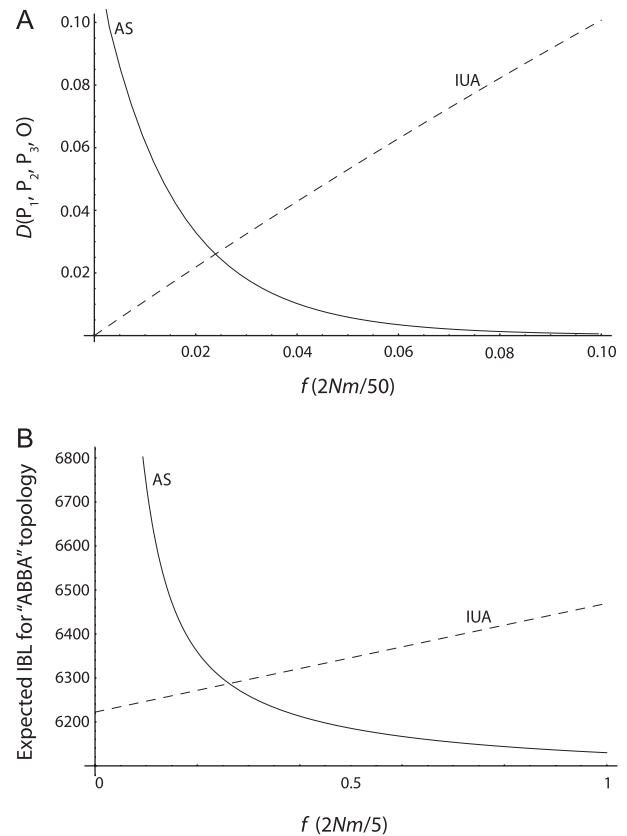 A
D(P1, P2, P3, O)
0.10
0.08
0.06
0.04
0.02
AS
IUA
0.02 0.04 0.06 0.08 0.10
f (2Nm/50)
B
Expected IBL for "ABBA" topology
6800
6700
6600
6500
6400
6300
6200
AS
IUA
0 0.5 1
f (2Nm/5)